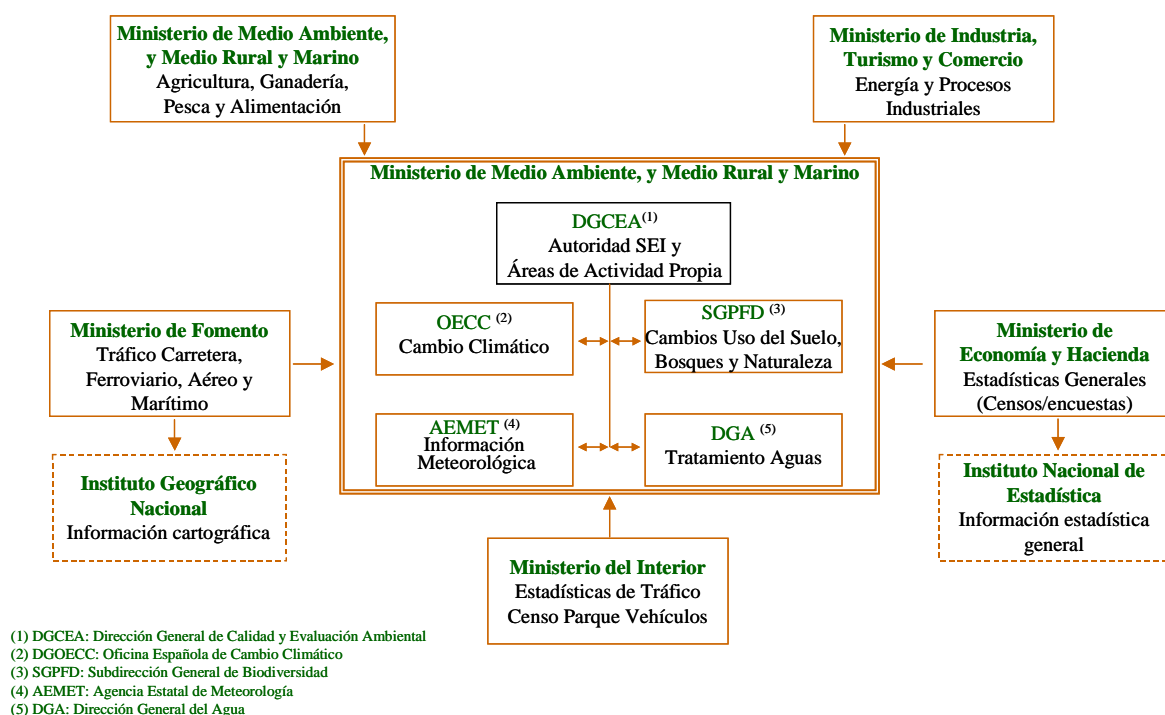 Ministerio de Medio Ambiente,
y Medio Rural y Marino
Agricultura, Ganadería,
Pesca y Alimentación
Ministerio de Industria,
Turismo y Comercio
Energía y Procesos
Industriales
Ministerio de Medio Ambiente, y Medio Rural y Marino
DGCEA(1)
Autoridad SEI y
Áreas de Actividad Propia
OECC (2)
Cambio Climático
SGPFD (3)
Cambios Uso del Suelo,
Bosques y Naturaleza
AEMET (4)
Información
Meteorológica
DGA (5)
Tratamiento Aguas
Ministerio de Fomento
Tráfico Carretera,
Ferroviario, Aéreo y
Marítimo
Instituto Geográfico
Nacional
Información cartográfica
Ministerio de
Economía y Hacienda
Estadísticas Generales
(Censos/encuestas)
Instituto Nacional de
Estadística
Información estadística
general
Ministerio del Interior
Estadísticas de Tráfico
Censo Parque Vehículos
(1) DGCEA: Dirección General de Calidad y Evaluación Ambiental
(2) DGOECC: Oficina Española de Cambio Climático
(3) SGPFD: Subdirección General de Biodiversidad
(4) AEMET: Agencia Estatal de Meteorología
(5) DGA: Dirección General del Agua